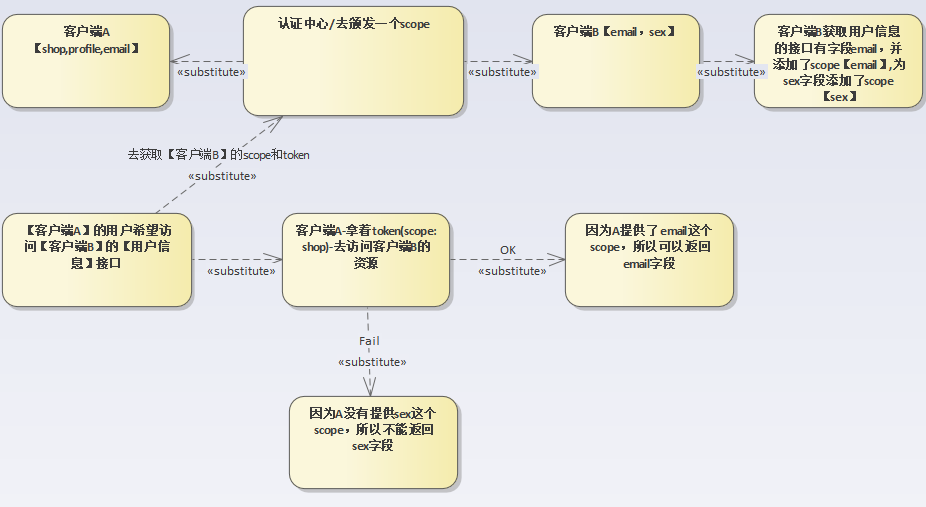 客户端A
【shop,profile,email】
认证中心/去颁发一个scope
客户端B【email，sex】
客户端B获取用户信息
的接口有字段email，并
添加了scope【email】,为
sex字段添加了scope
【sex】
«substitute»
«substitute»
«substitute»
去获取【客户端B】的scope和token
«substitute»
【客户端A】的用户希望访
问【客户端B】的【用户信
息】接口
«substitute»
客户端A-拿着token(scope:
shop)-去访问客户端B的
资源
OK
«substitute»
因为A提供了email这个
scope，所以可以返回
email字段
Fail
«substitute»
因为A没有提供sex这个
scope，所以不能返回
sex字段